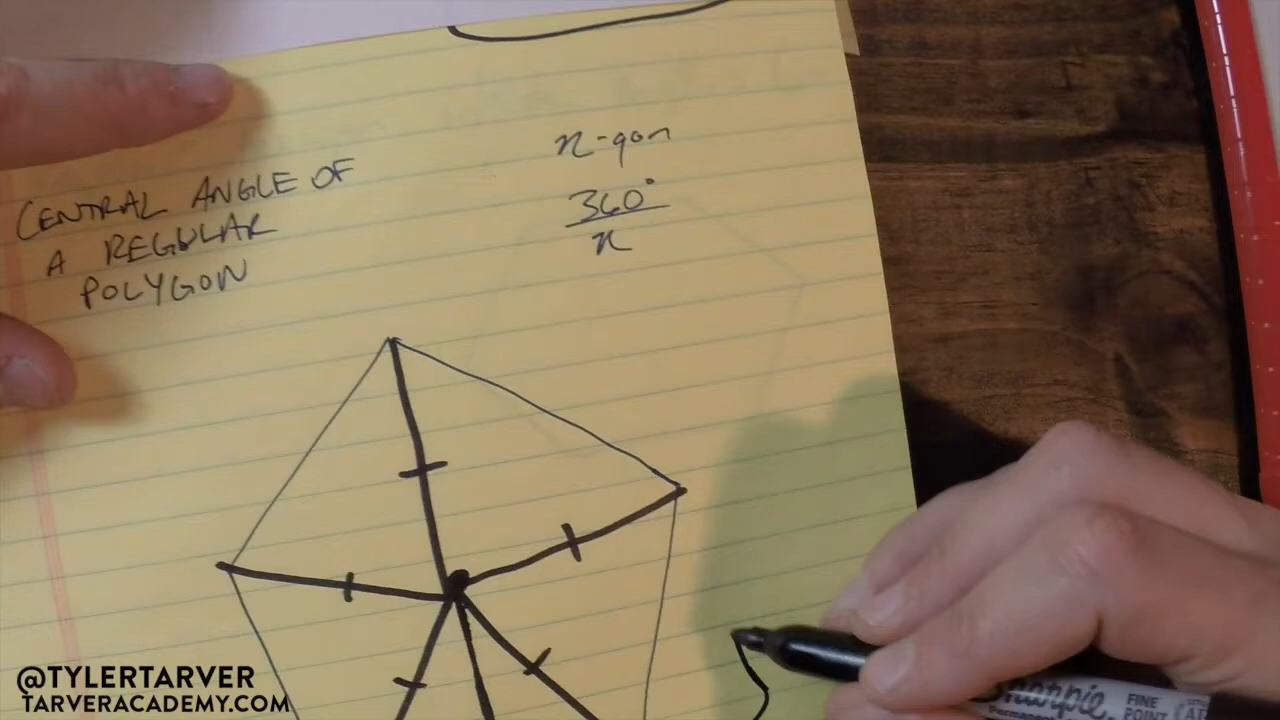 CENTRAL ANGLE OF
A REGULAR
POLYGON
n-gon
360°
n
@TYLERTARVER
TARVERACADEMY.COM
Sharpie
FINE
POINT